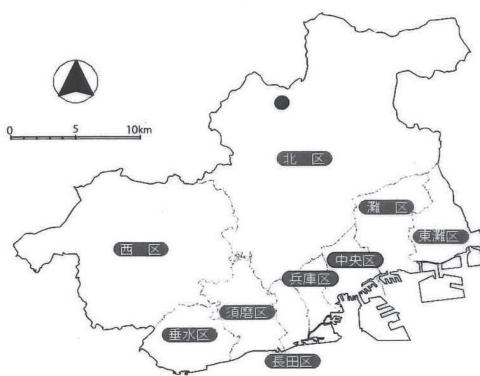 0 5 10km
北 区
灘 区
東灘区
西 区
中央区
兵庫区
須磨区
垂水区
長田区